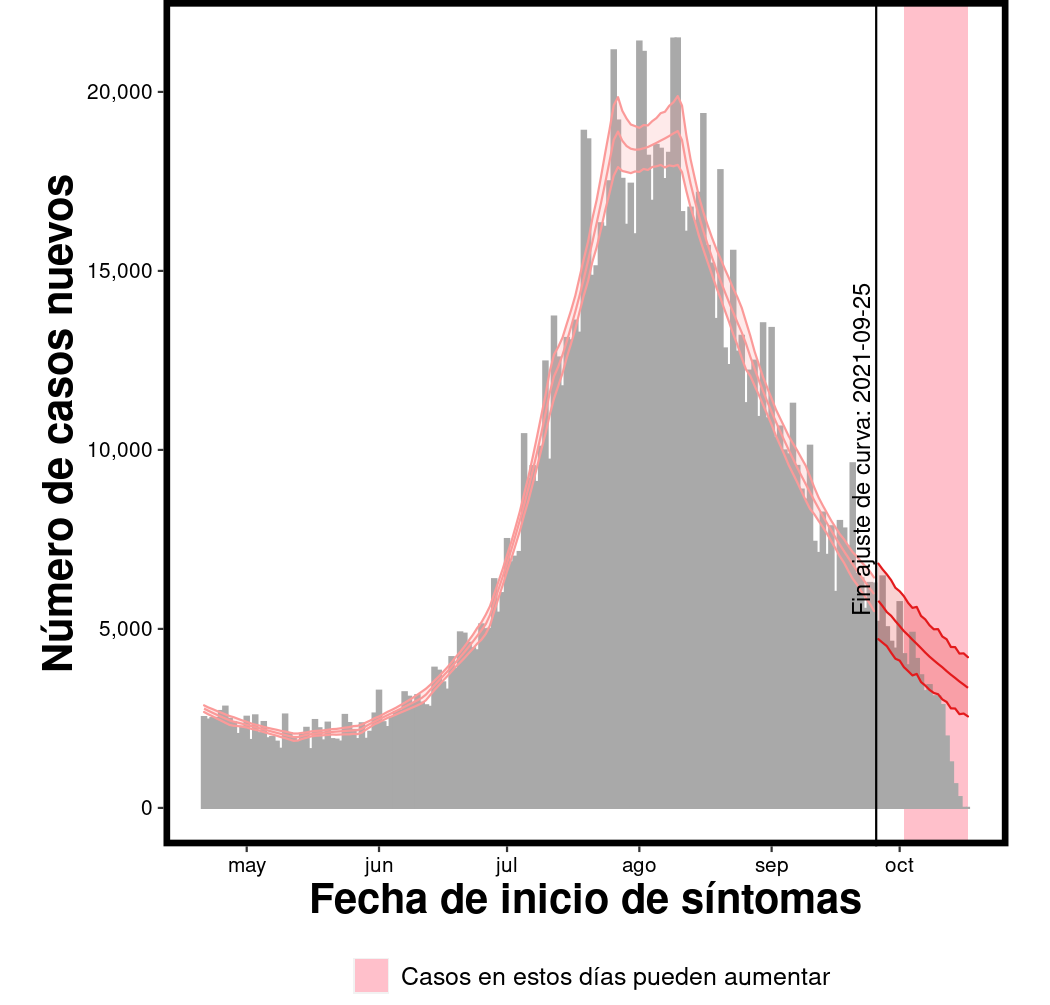 Número de casos nuevos
20,000
15,000
10,000
5,000
0
Fin ajuste de curva: 2021-09-25
may jun jul ago sep oct
Fecha de inicio de síntomas
Casos en estos días pueden aumentar